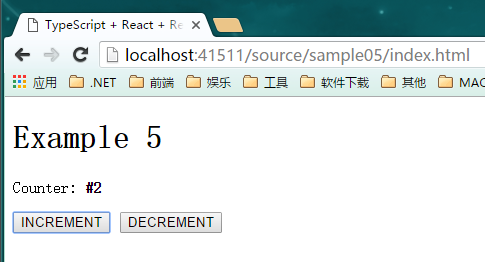 TypeScript + React + Re
localhost:41511/source/sample05/index.html
应用 .NET 前端 娱乐 工具 软件下载 其他 MAC
Example 5
Counter: #2
INCREMENT DECREMENT